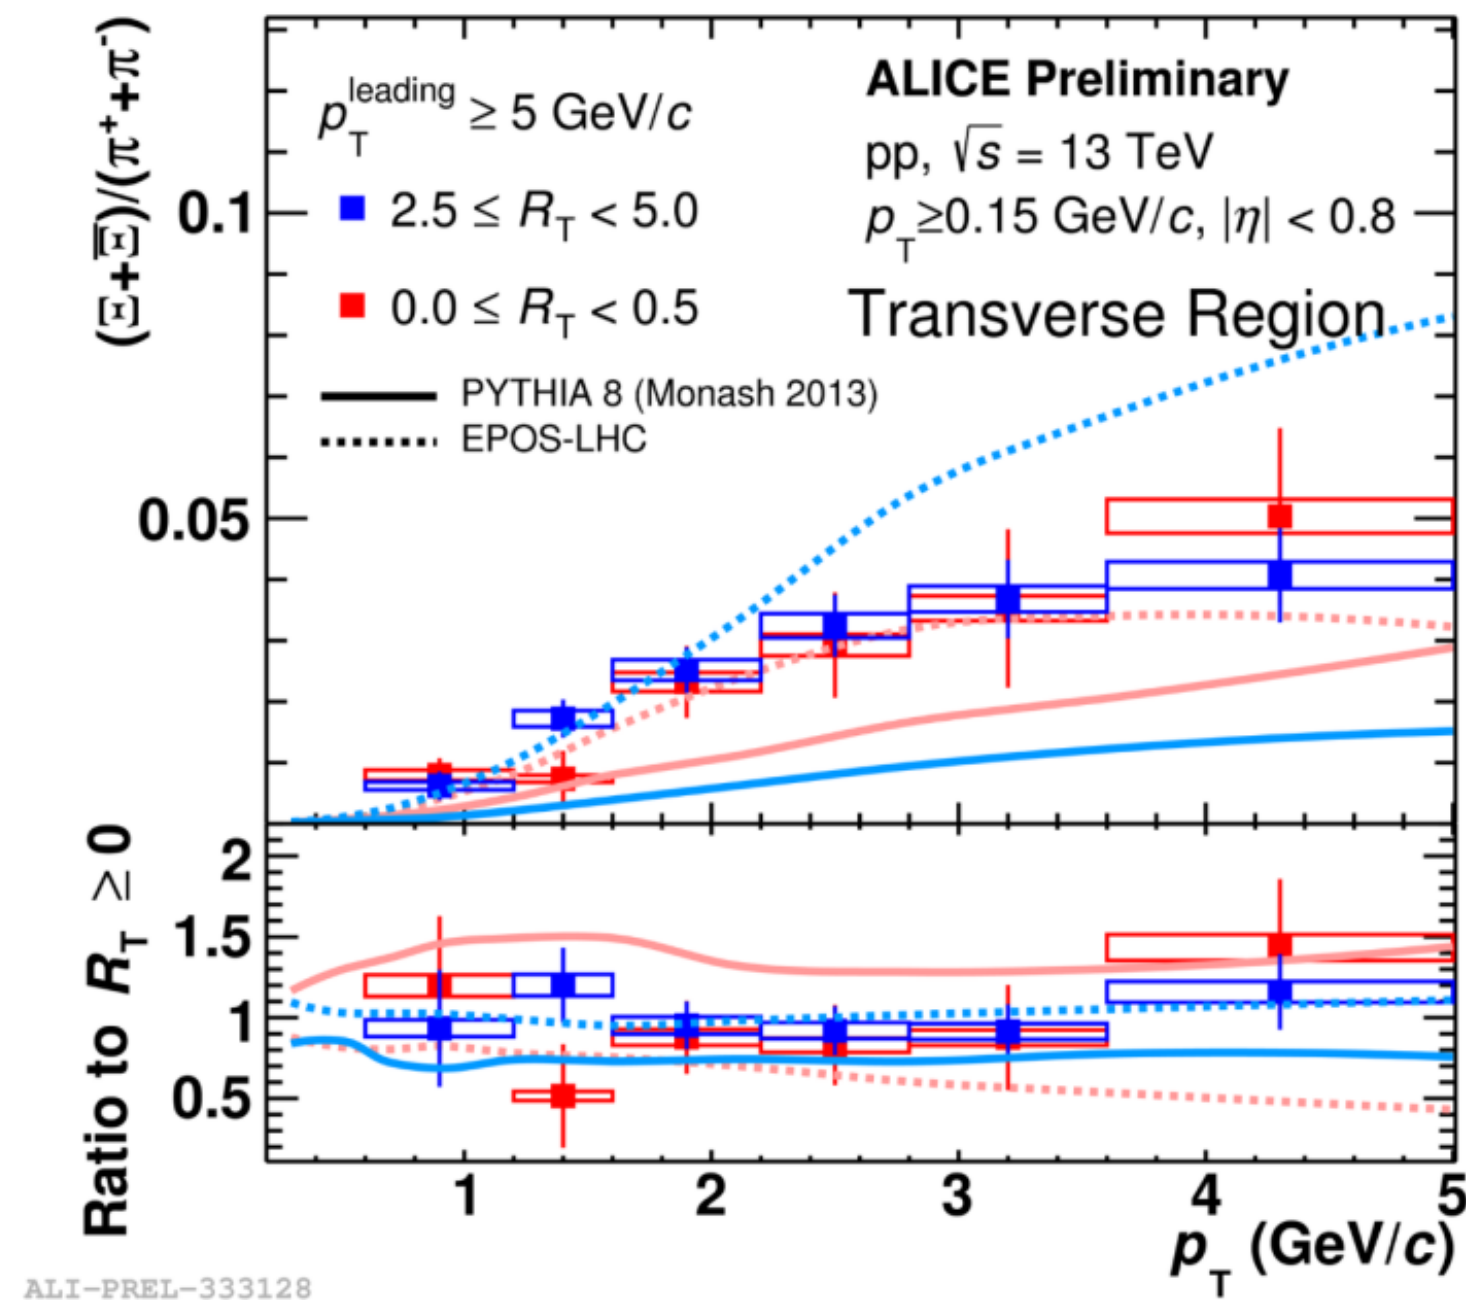 (Ξ+Ξ̅)/(π⁺+π⁻)
p_T^leading ≥ 5 GeV/c
2.5 ≤ R_T < 5.0
0.0 ≤ R_T < 0.5
PYTHIA 8 (Monash 2013)
EPOS-LHC
ALICE Preliminary
pp, √s = 13 TeV
p_T≥0.15 GeV/c, |η| < 0.8
Transverse Region
0.1
0.05
Ratio to R_T ≥ 0
2
1.5
1
0.5
1 2 3 4 5
p_T (GeV/c)
ALI-PREL-333128